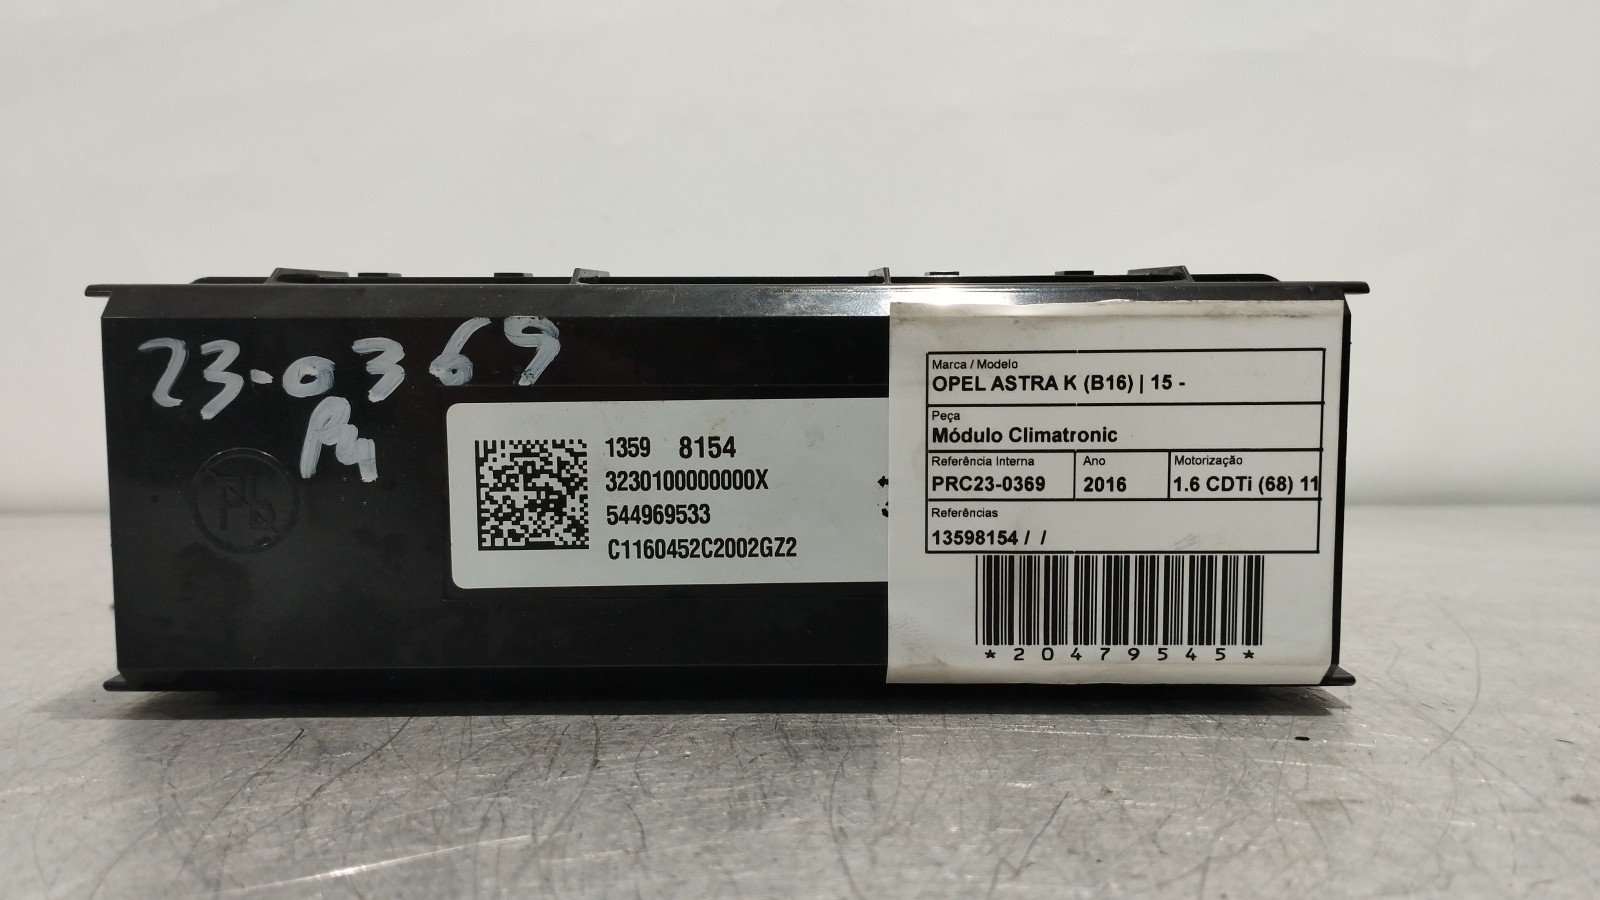 23-0369
1359 8154
3230100000000X
544969533
C1160452C2002GZ2
Marca / Modelo
OPEL ASTRA K (B16) | 15 -
Peça
Módulo Climatronic
Referência Interna Ano Motorização
PRC23-0369 2016 1.6 CDTi (68) 11
Referências
13598154 / /
*20479545*